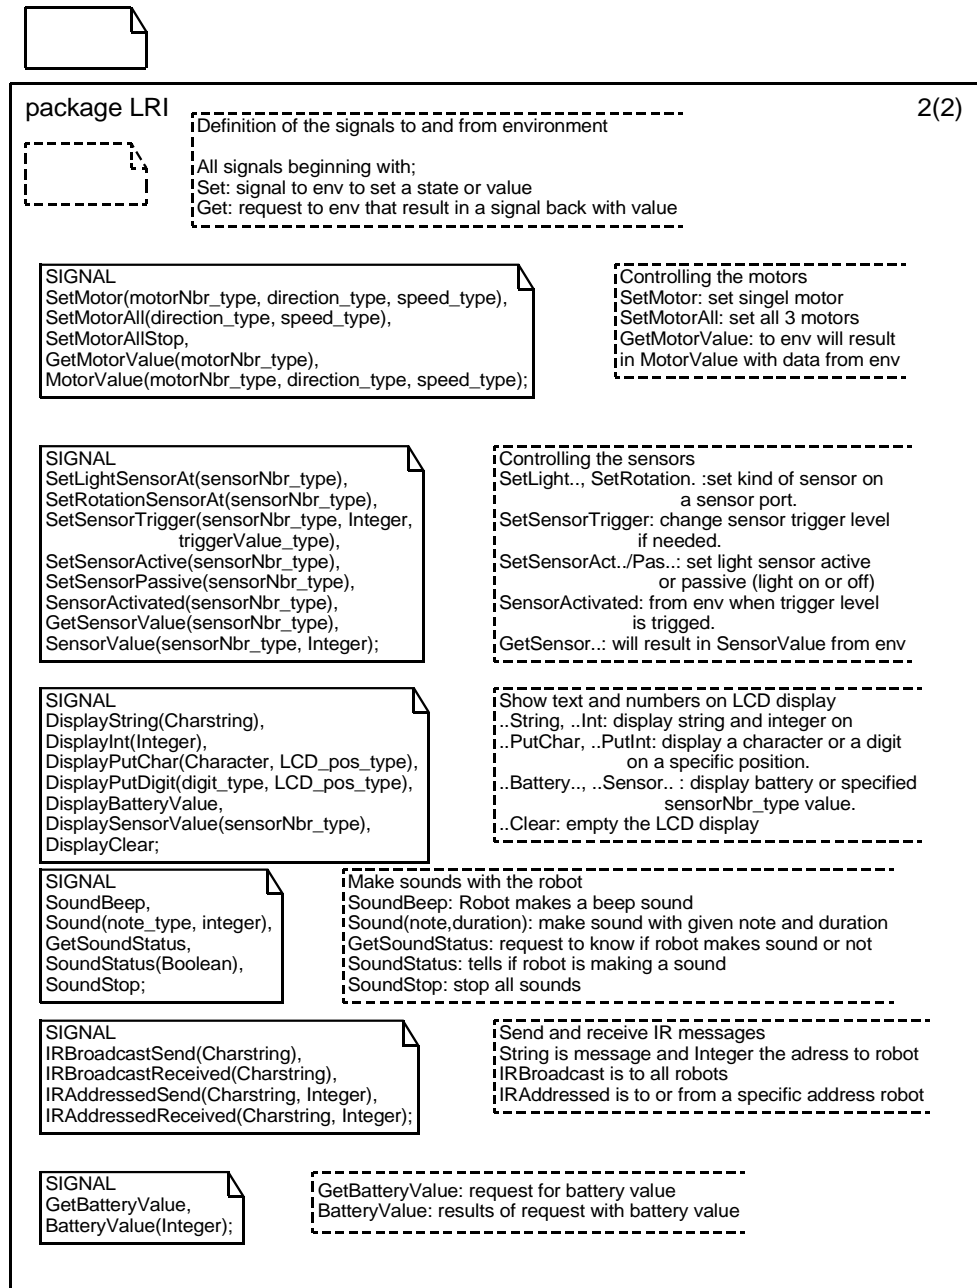 package LRI
2(2)
Definition of the signals to and from environment
All signals beginning with;
Set: signal to env to set a state or value
Get: request to env that result in a signal back with value
SIGNAL
SetMotor(motorNbr_type, direction_type, speed_type),
SetMotorAll(direction_type, speed_type),
SetMotorAllStop,
GetMotorValue(motorNbr_type),
MotorValue(motorNbr_type, direction_type, speed_type);
Controlling the motors
SetMotor: set singel motor
SetMotorAll: set all 3 motors
GetMotorValue: to env will result
in MotorValue with data from env
SIGNAL
SetLightSensorAt(sensorNbr_type),
SetRotationSensorAt(sensorNbr_type),
SetSensorTrigger(sensorNbr_type, Integer,
triggerValue_type),
SetSensorActive(sensorNbr_type),
SetSensorPassive(sensorNbr_type),
SensorActivated(sensorNbr_type),
GetSensorValue(sensorNbr_type),
SensorValue(sensorNbr_type, Integer);
Controlling the sensors
SetLight.., SetRotation. :set kind of sensor on
a sensor port.
SetSensorTrigger: change sensor trigger level
if needed.
SetSensorAct../Pas..: set light sensor active
or passive (light on or off)
SensorActivated: from env when trigger level
is trigged.
GetSensor..: will result in SensorValue from env
SIGNAL
DisplayString(Charstring),
DisplayInt(Integer),
DisplayPutChar(Character, LCD_pos_type),
DisplayPutDigit(digit_type, LCD_pos_type),
DisplayBatteryValue,
DisplaySensorValue(sensorNbr_type),
DisplayClear;
Show text and numbers on LCD display
..String, ..Int: display string and integer on
..PutChar, ..PutInt: display a character or a digit
on a specific position.
..Battery.., ..Sensor.. : display battery or specified
sensorNbr_type value.
..Clear: empty the LCD display
SIGNAL
SoundBeep,
Sound(note_type, integer),
GetSoundStatus,
SoundStatus(Boolean),
SoundStop;
Make sounds with the robot
SoundBeep: Robot makes a beep sound
Sound(note,duration): make sound with given note and duration
GetSoundStatus: request to know if robot makes sound or not
SoundStatus: tells if robot is making a sound
SoundStop: stop all sounds
SIGNAL
IRBroadcastSend(Charstring),
IRBroadcastReceived(Charstring),
IRAddressedSend(Charstring, Integer),
IRAddressedReceived(Charstring, Integer);
Send and receive IR messages
String is message and Integer the adress to robot
IRBroadcast is to all robots
IRAddressed is to or from a specific address robot
SIGNAL
GetBatteryValue,
BatteryValue(Integer);
GetBatteryValue: request for battery value
BatteryValue: results of request with battery value